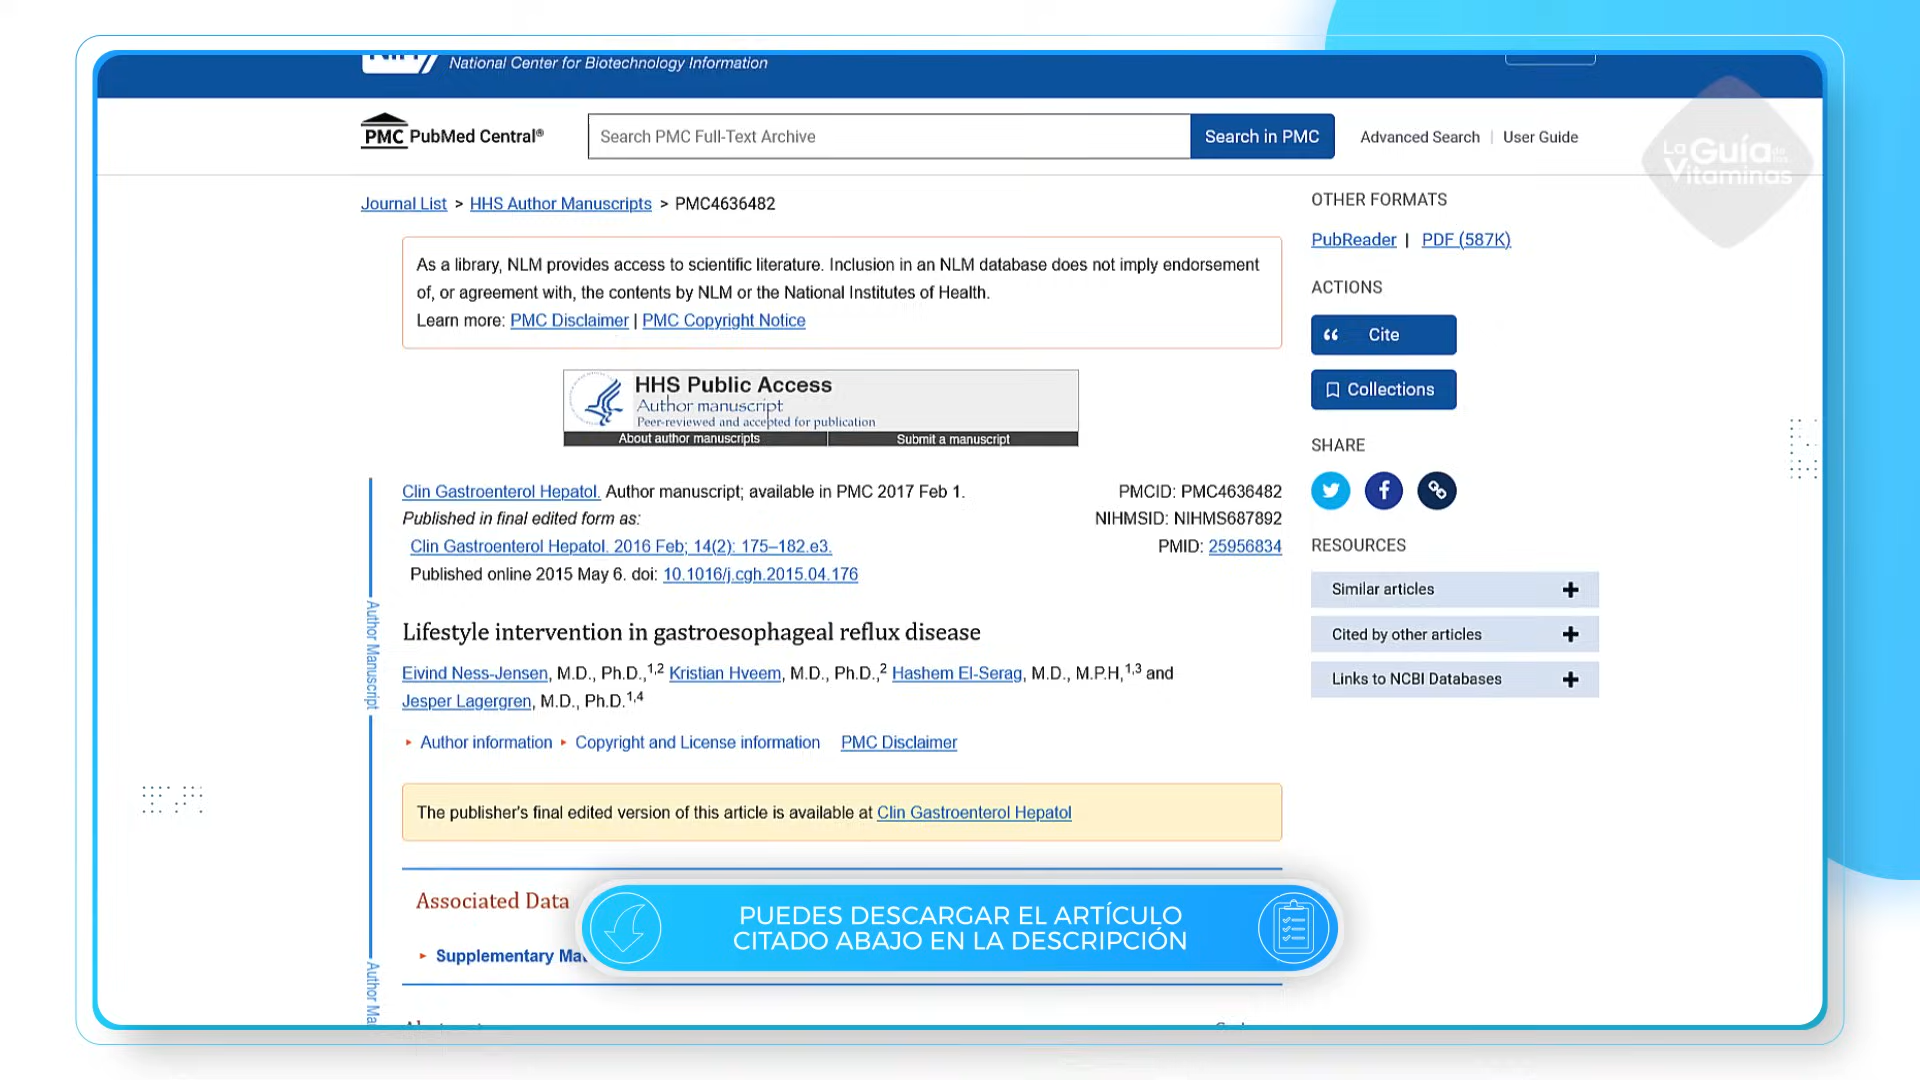 National Center for Biotechnology Information
PMC PubMed Central®
Search PMC Full-Text Archive
Search in PMC
Advanced Search | User Guide
La Guía de las Vitaminas
Journal List > HHS Author Manuscripts > PMC4636482
As a library, NLM provides access to scientific literature. Inclusion in an NLM database does not imply endorsement
of, or agreement with, the contents by NLM or the National Institutes of Health.
Learn more: PMC Disclaimer | PMC Copyright Notice
HHS Public Access
Author manuscript
Peer-reviewed and accepted for publication
About author manuscripts
Submit a manuscript
Clin Gastroenterol Hepatol. Author manuscript; available in PMC 2017 Feb 1.
Published in final edited form as:
Clin Gastroenterol Hepatol. 2016 Feb; 14(2): 175–182.e3.
Published online 2015 May 6. doi: 10.1016/j.cgh.2015.04.176
PMCID: PMC4636482
NIHMSID: NIHMS687892
PMID: 25956834
Author Manuscript
Lifestyle intervention in gastroesophageal reflux disease
Eivind Ness-Jensen, M.D., Ph.D.,1,2 Kristian Hveem, M.D., Ph.D.,2 Hashem El-Serag, M.D., M.P.H,1,3 and
Jesper Lagergren, M.D., Ph.D.1,4
Author information
Copyright and License information
PMC Disclaimer
The publisher's final edited version of this article is available at Clin Gastroenterol Hepatol
Associated Data
Supplementary
Author
OTHER FORMATS
PubReader | PDF (587K)
ACTIONS
Cite
Collections
SHARE
RESOURCES
Similar articles
Cited by other articles
Links to NCBI Databases
PUEDES DESCARGAR EL ARTÍCULO
CITADO ABAJO EN LA DESCRIPCIÓN